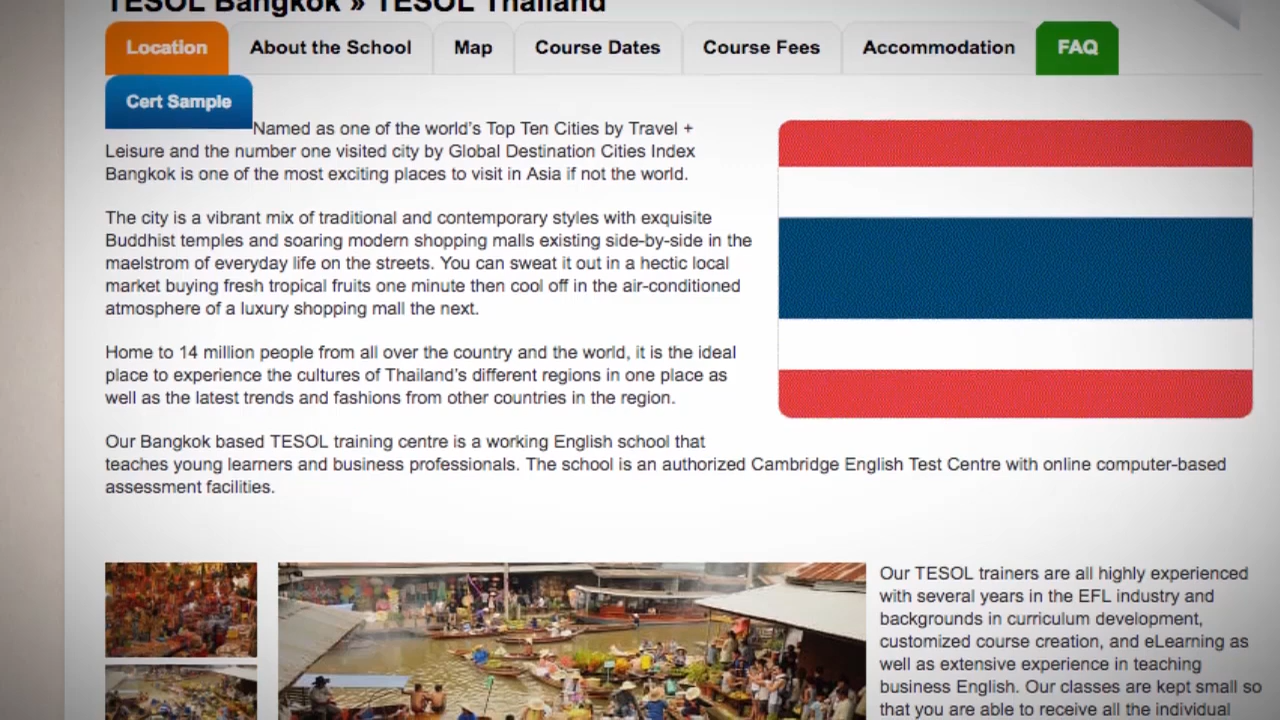 TESOL Bangkok » TESOL Thailand
Location About the School Map Course Dates Course Fees Accommodation FAQ
Cert Sample
Named as one of the world's Top Ten Cities by Travel +
Leisure and the number one visited city by Global Destination Cities Index
Bangkok is one of the most exciting places to visit in Asia if not the world.
The city is a vibrant mix of traditional and contemporary styles with exquisite
Buddhist temples and soaring modern shopping malls existing side-by-side in the
maelstrom of everyday life on the streets. You can sweat it out in a hectic local
market buying fresh tropical fruits one minute then cool off in the air-conditioned
atmosphere of a luxury shopping mall the next.
Home to 14 million people from all over the country and the world, it is the ideal
place to experience the cultures of Thailand's different regions in one place as
well as the latest trends and fashions from other countries in the region.
Our Bangkok based TESOL training centre is a working English school that
teaches young learners and business professionals. The school is an authorized Cambridge English Test Centre with online computer-based
assessment facilities.
Our TESOL trainers are all highly experienced
with several years in the EFL industry and
backgrounds in curriculum development,
customized course creation, and eLearning as
well as extensive experience in teaching
business English. Our classes are kept small so
that you are able to receive all the individual